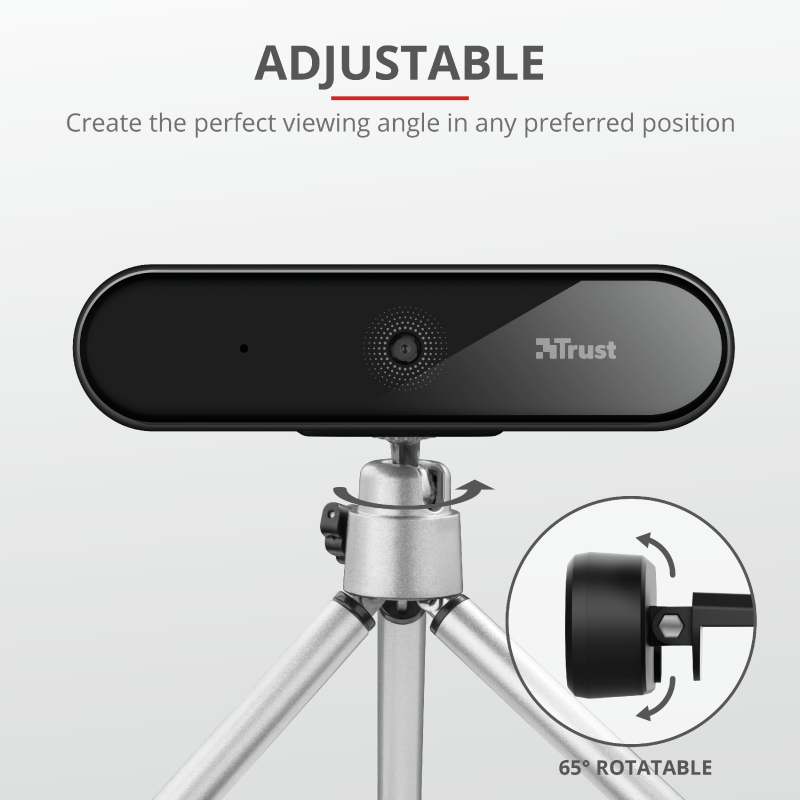 ADJUSTABLE
Create the perfect viewing angle in any preferred position
Trust
65° ROTATABLE